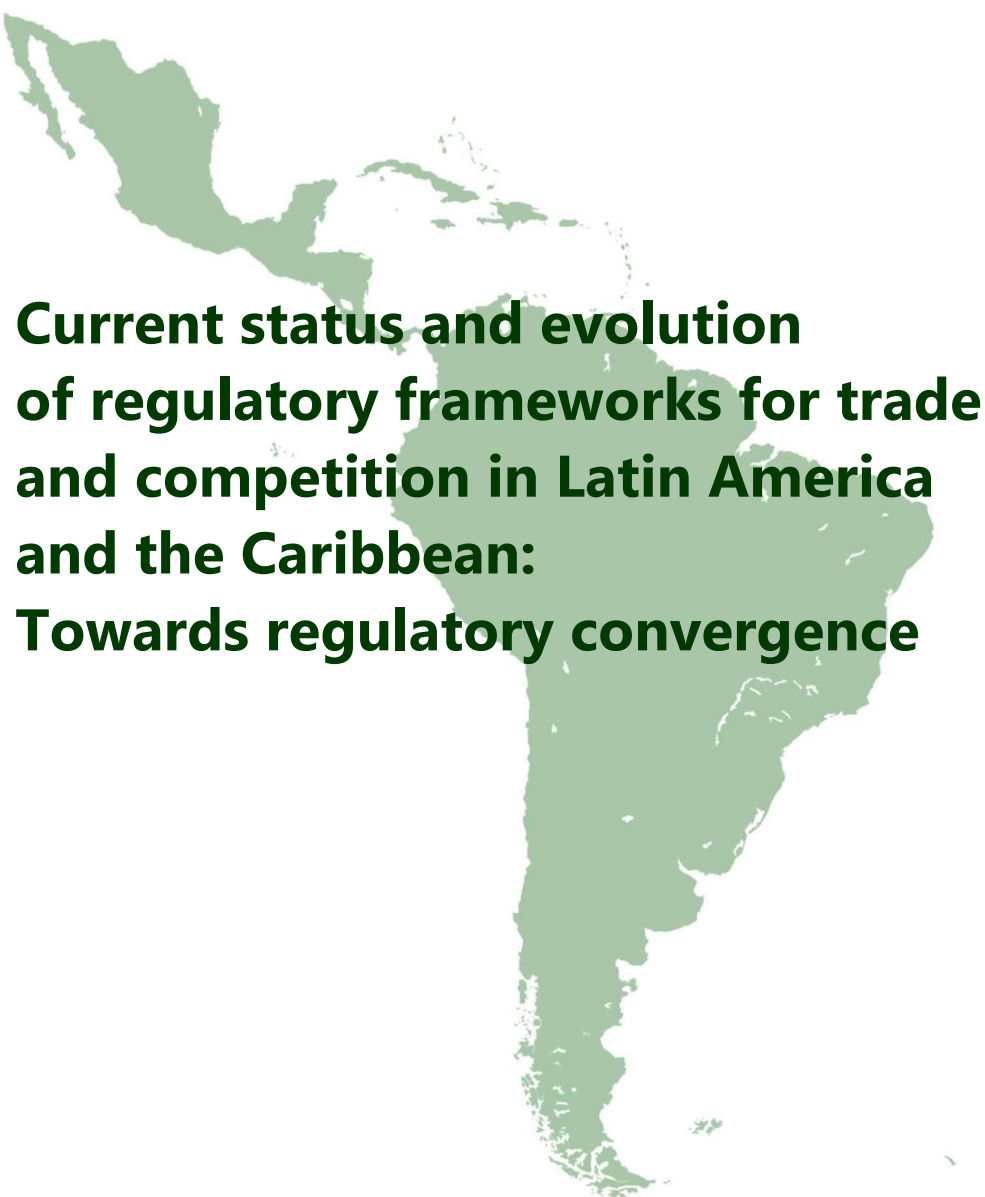 Current status and evolution
of regulatory frameworks for trade
and competition in Latin America
and the Caribbean:
Towards regulatory convergence